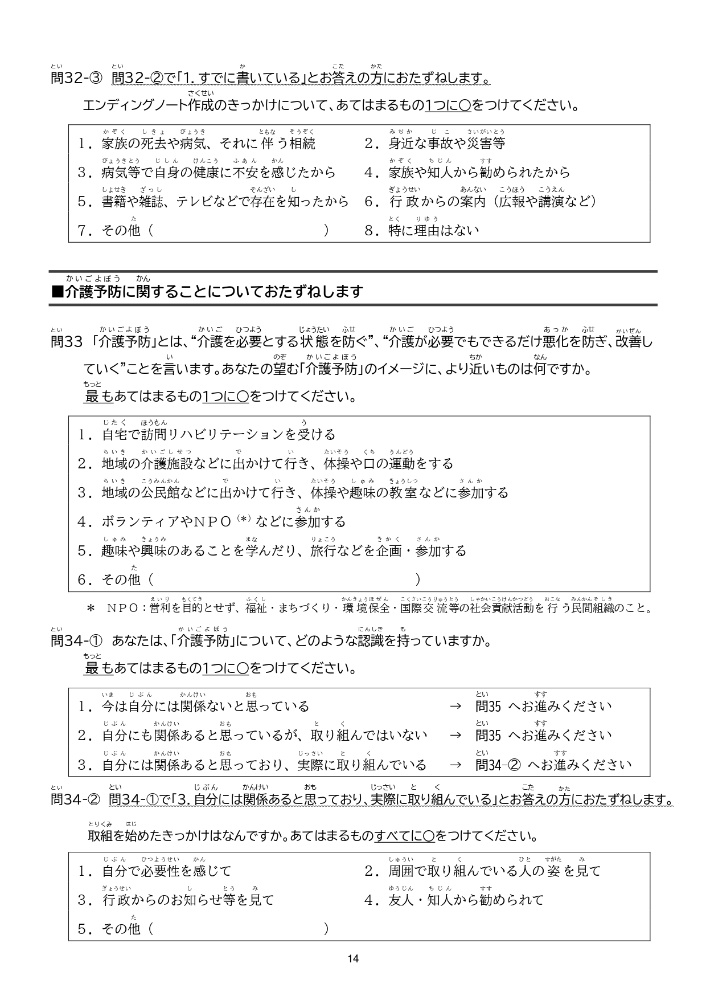 問32-③ 問32-②で「1．すでに書いている」とお答えの方におたずねします。
エンディングノート作成のきっかけについて、あてはまるもの1つに○をつけてください。
１．家族の死去や病気、それに伴う相続 ２．身近な事故や災害等
３．病気等で自身の健康に不安を感じたから ４．家族や知人から勧められたから
５．書籍や雑誌、テレビなどで存在を知ったから ６．行政からの案内（広報や講演など）
７．その他（ ） ８．特に理由はない
■介護予防に関することについておたずねします
問33 「介護予防」とは、“介護を必要とする状態を防ぐ”、“介護が必要でもできるだけ悪化を防ぎ、改善し
ていく”ことを言います。あなたの望む「介護予防」のイメージに、より近いものは何ですか。
最もあてはまるもの1つに○をつけてください。
１．自宅で訪問リハビリテーションを受ける
２．地域の介護施設などに出かけて行き、体操や口の運動をする
３．地域の公民館などに出かけて行き、体操や趣味の教室などに参加する
４．ボランティアやＮＰＯ（*）などに参加する
５．趣味や興味のあることを学んだり、旅行などを企画・参加する
６．その他（ ）
＊ ＮＰＯ：営利を目的とせず、福祉・まちづくり・環境保全・国際交流等の社会貢献活動を行う民間組織のこと。
問34-① あなたは、「介護予防」について、どのような認識を持っていますか。
最もあてはまるもの1つに○をつけてください。
１．今は自分には関係ないと思っている → 問35 へお進みください
２．自分にも関係あると思っているが、取り組んではいない → 問35 へお進みください
３．自分には関係あると思っており、実際に取り組んでいる → 問34-② へお進みください
問34-② 問34-①で「3．自分には関係あると思っており、実際に取り組んでいる」とお答えの方におたずねします。
取組を始めたきっかけはなんですか。あてはまるものすべてに○をつけてください。
１．自分で必要性を感じて ２．周囲で取り組んでいる人の姿を見て
３．行政からのお知らせ等を見て ４．友人・知人から勧められて
５．その他（ ）
14